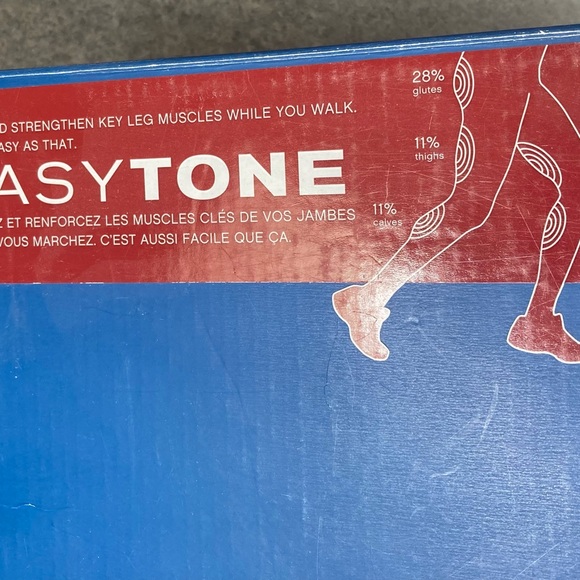 D STRENGTHEN KEY LEG MUSCLES WHILE YOU WALK.
ASY AS THAT.
ASYTONE
Z ET RENFORCEZ LES MUSCLES CLÉS DE VOS JAMBES
VOUS MARCHEZ. C'EST AUSSI FACILE QUE ÇA.
28%
glutes
11%
thighs
11%
calves